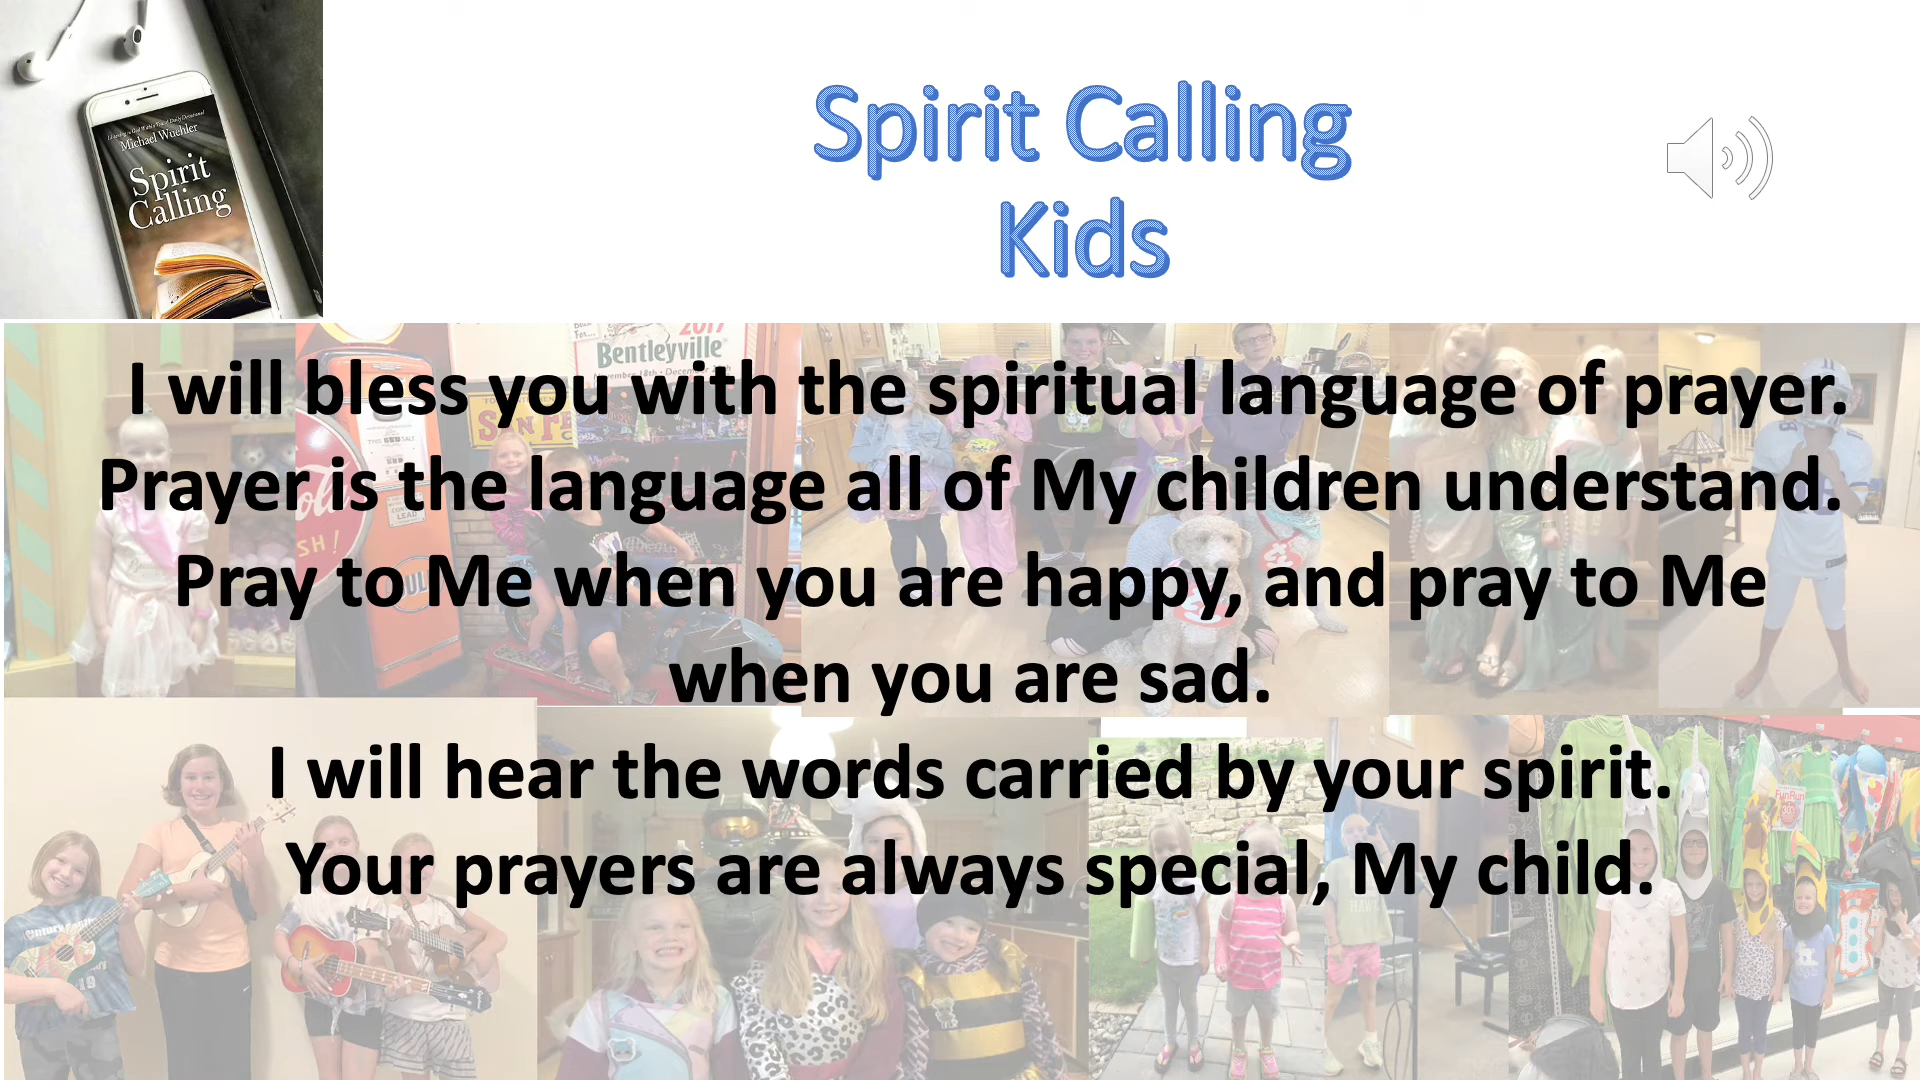 Michael Wuehler
Spirit
Calling
Spirit Calling
Kids
2017
Bentleyville
I will bless you with the spiritual language of prayer.
Prayer is the language all of My children understand.
Pray to Me when you are happy, and pray to Me
when you are sad.
I will hear the words carried by your spirit.
Your prayers are always special, My child.